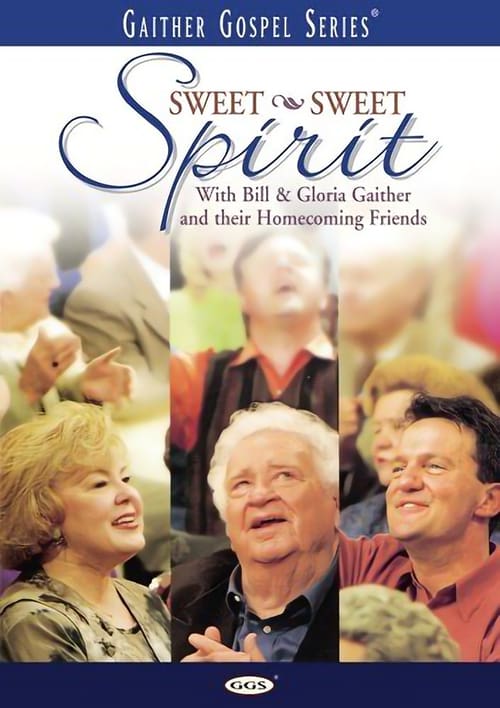 GAITHER GOSPEL SERIES®
SWEET SWEET
Spirit
With Bill & Gloria Gaither
and their Homecoming Friends
GGS®